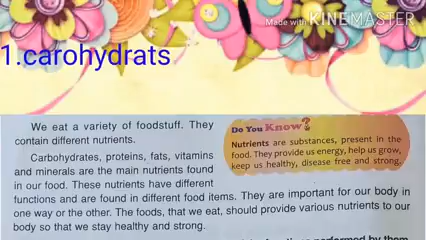 Made with KINEMASTER
1.carohydrats
We eat a variety of foodstuff. They
contain different nutrients.
Carbohydrates, proteins, fats, vitamins
and minerals are the main nutrients found
in our food. These nutrients have different
functions and are found in different food items. They are important for our body in
one way or the other. The foods, that we eat, should provide various nutrients to our
body so that we stay healthy and strong.
Do You Know?
Nutrients are substances, present in the
food. They provide us energy, help us grow,
keep us healthy, disease free and strong.
functions performed by them